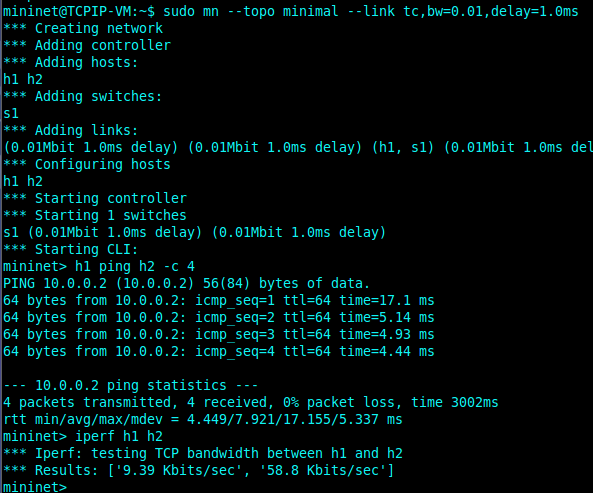 mininet@TCPIP-VM:~$ sudo mn --topo minimal --link tc,bw=0.01,delay=1.0ms
*** Creating network
*** Adding controller
*** Adding hosts:
h1 h2
*** Adding switches:
s1
*** Adding links:
(0.01Mbit 1.0ms delay) (0.01Mbit 1.0ms delay) (h1, s1) (0.01Mbit 1.0ms del
*** Configuring hosts
h1 h2
*** Starting controller
*** Starting 1 switches
s1 (0.01Mbit 1.0ms delay) (0.01Mbit 1.0ms delay)
*** Starting CLI:
mininet> h1 ping h2 -c 4
PING 10.0.0.2 (10.0.0.2) 56(84) bytes of data.
64 bytes from 10.0.0.2: icmp_seq=1 ttl=64 time=17.1 ms
64 bytes from 10.0.0.2: icmp_seq=2 ttl=64 time=5.14 ms
64 bytes from 10.0.0.2: icmp_seq=3 ttl=64 time=4.93 ms
64 bytes from 10.0.0.2: icmp_seq=4 ttl=64 time=4.44 ms

--- 10.0.0.2 ping statistics ---
4 packets transmitted, 4 received, 0% packet loss, time 3002ms
rtt min/avg/max/mdev = 4.449/7.921/17.155/5.337 ms
mininet> iperf h1 h2
*** Iperf: testing TCP bandwidth between h1 and h2
*** Results: ['9.39 Kbits/sec', '58.8 Kbits/sec']
mininet>